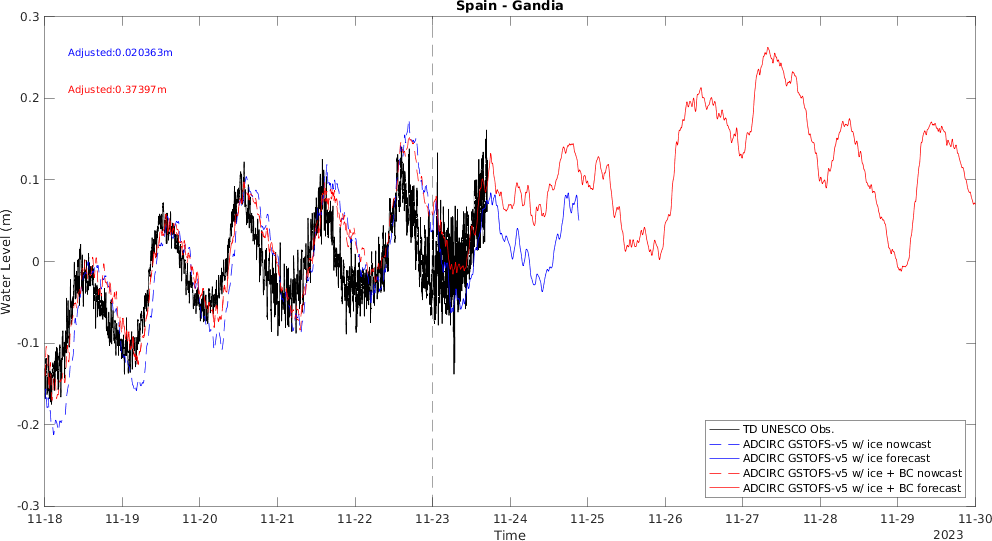 Spain - Gandia
0.3
0.2
0.1
0
-0.1
-0.2
-0.3
Water Level (m)
Adjusted:0.020363m
Adjusted:0.37397m
TD UNESCO Obs.
ADCIRC GSTOFS-v5 w/ ice nowcast
ADCIRC GSTOFS-v5 w/ ice forecast
ADCIRC GSTOFS-v5 w/ ice + BC nowcast
ADCIRC GSTOFS-v5 w/ ice + BC forecast
11-18 11-19 11-20 11-21 11-22 11-23 11-24 11-25 11-26 11-27 11-28 11-29 11-30
Time
2023